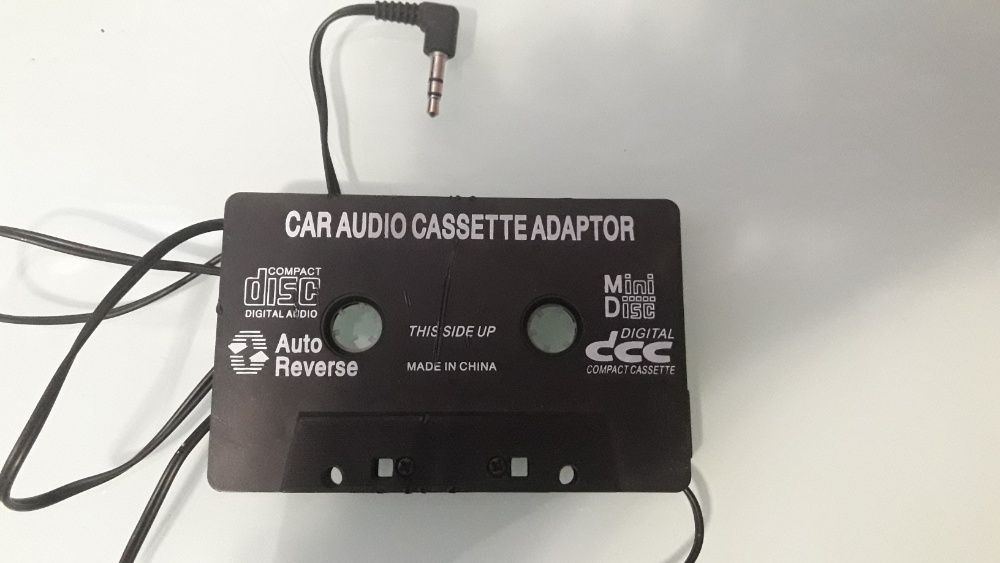 CAR AUDIO CASSETTE ADAPTOR
COMPACT
disc
DIGITAL AUDIO
Mini
Disc
THIS SIDE UP
DIGITAL
dcc
COMPACT CASSETTE
Auto
Reverse
MADE IN CHINA